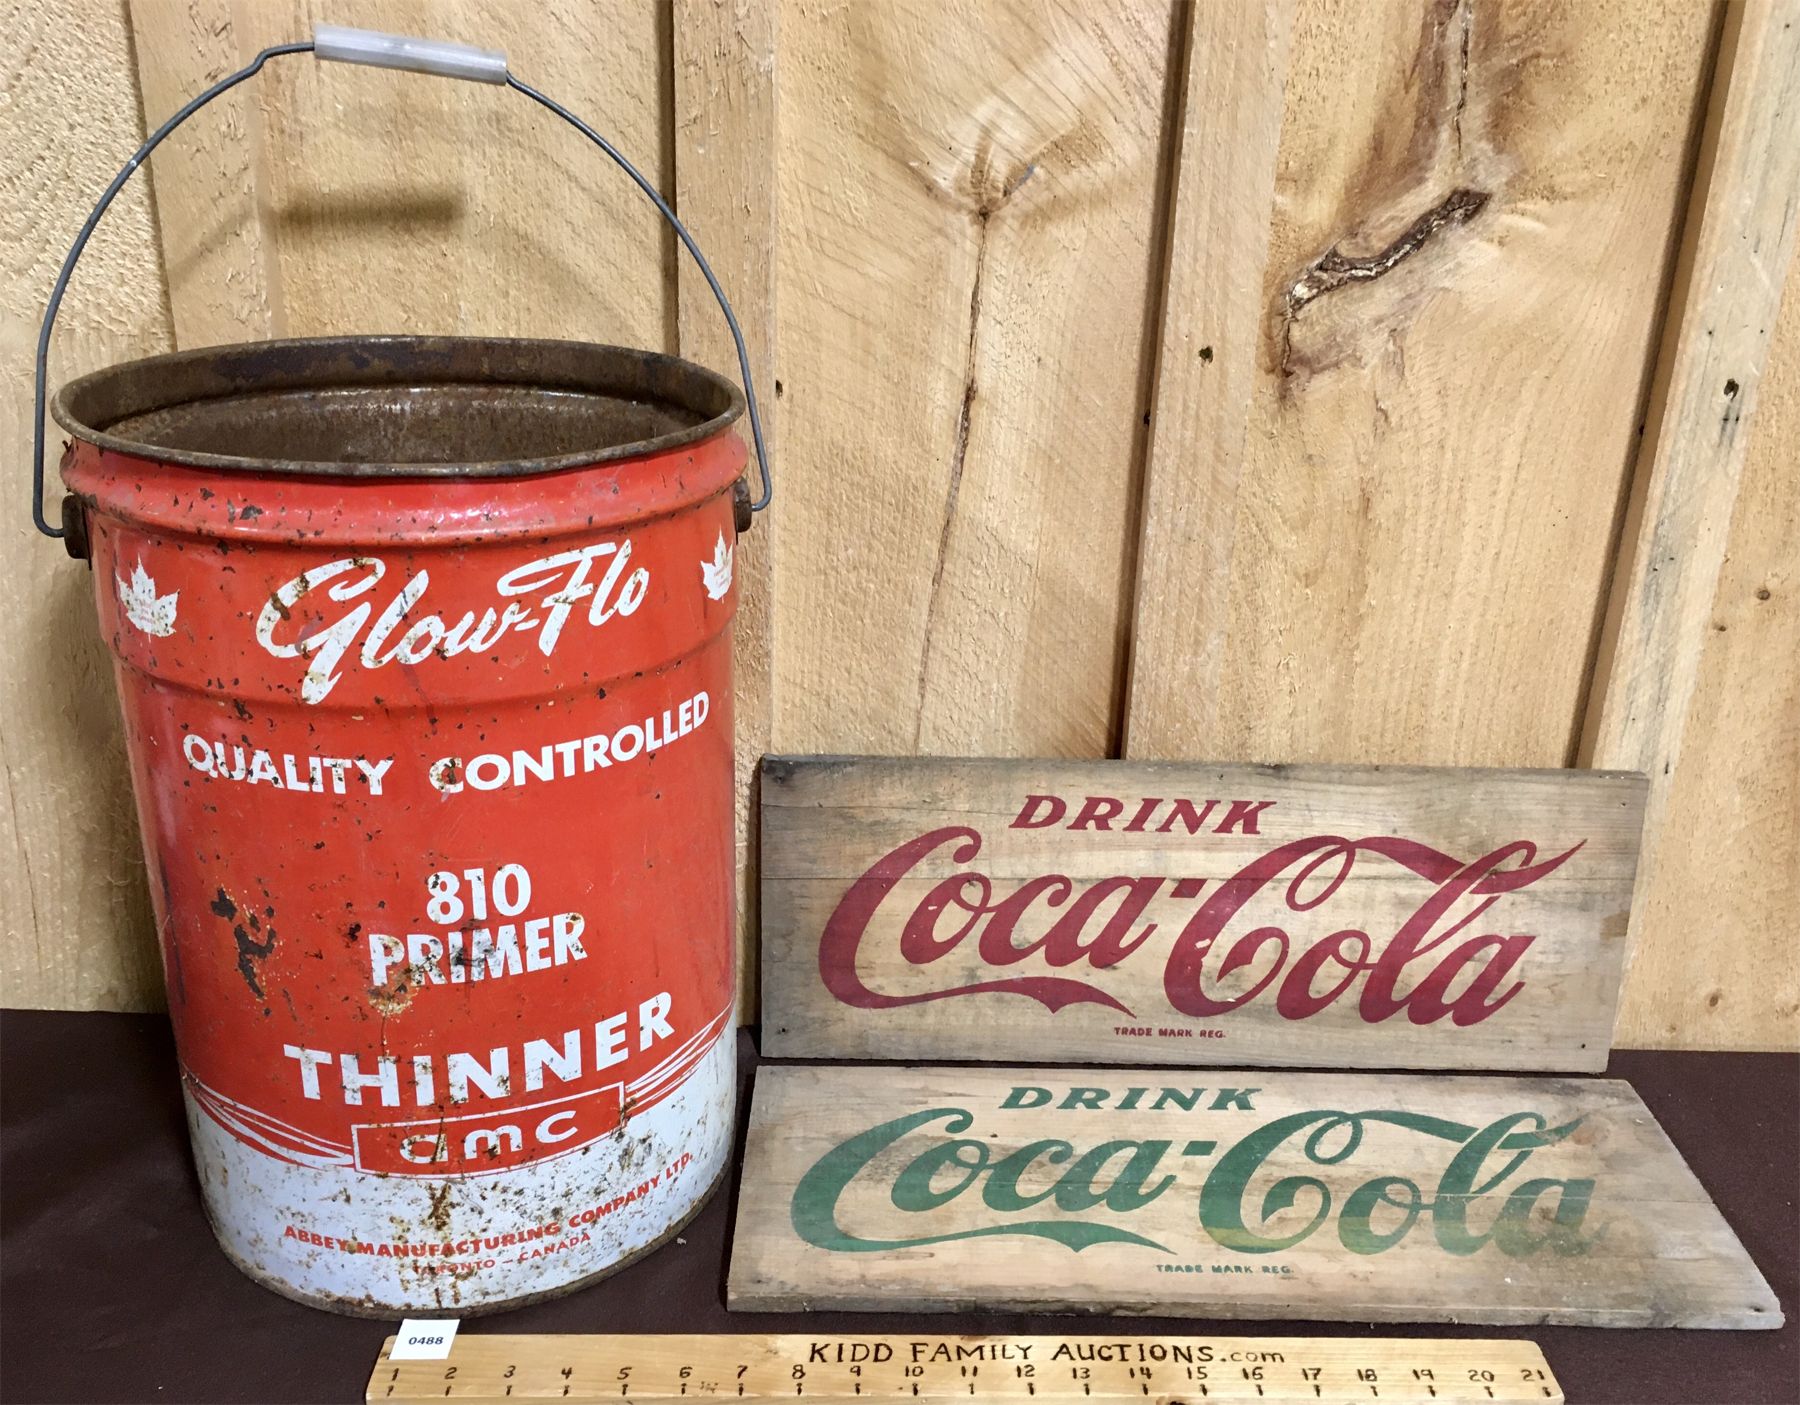 Glow-Flo
QUALITY CONTROLLED
810
PRIMER
THINNER
amc
ABBEY MANUFACTURING COMPANY LTD.
TORONTO - CANADA
DRINK
Coca-Cola
TRADE MARK REG.
DRINK
Coca-Cola
TRADE MARK REG.
0488
KIDD FAMILY AUCTIONS.com
1 2 3 4 5 6 7 8 9 10 11 12 13 14 15 16 17 18 19 20 21